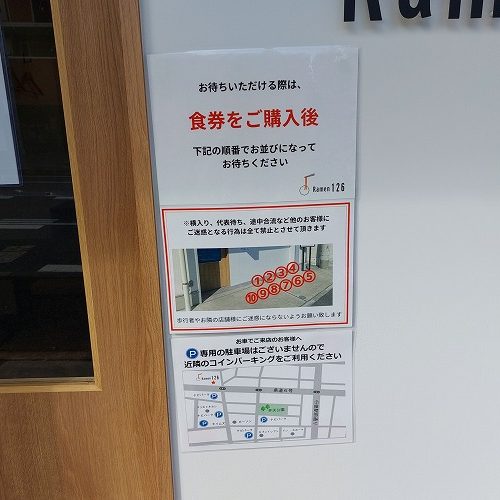 Ram
お待ちいただける際は、
食券をご購入後
下記の順番でお並びになって
お待ちください
Ramen 126
※横入り、代表待ち、途中合流など他のお客様に
ご迷惑となる行為は全て禁止とさせて頂きます
①②③④
⑩⑨⑧⑦⑥⑤
歩行者やお隣の店舗様にご迷惑にならないようお願い致します
お車でご来店のお客様へ
P 専用の駐車場はございませんので
近隣のコインパーキングをご利用ください
Ramen 126
P
P
P
P
P